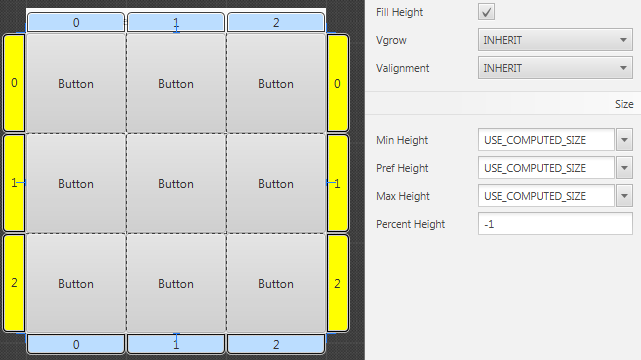 0 1 2
0 Button Button Button 0
1 Button Button Button 1
2 Button Button Button 2
0 1 2
Fill Height
Vgrow INHERIT
Valignment INHERIT
Size
Min Height USE_COMPUTED_SIZE
Pref Height USE_COMPUTED_SIZE
Max Height USE_COMPUTED_SIZE
Percent Height -1